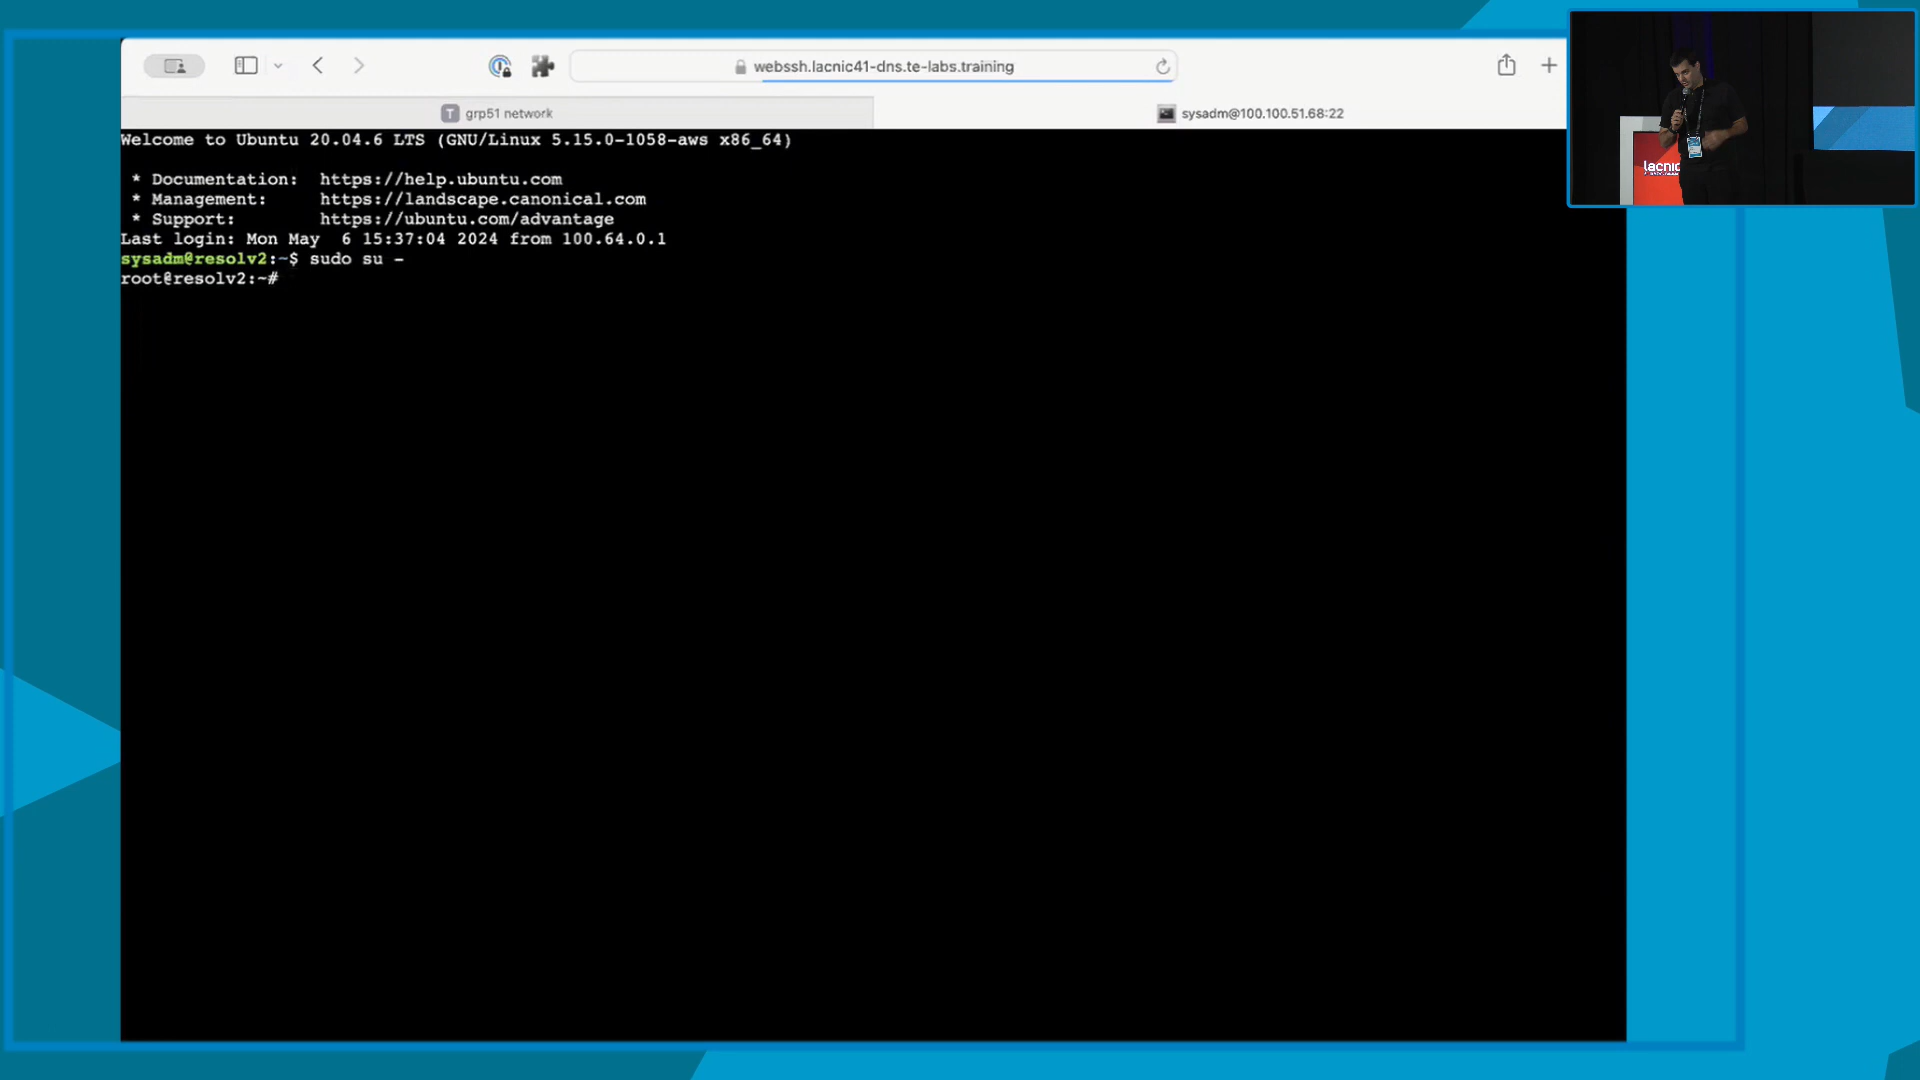 webssh.lacnic41-dns.te-labs.training
T grp51 network
sysadm@100.100.51.68:22
Welcome to Ubuntu 20.04.6 LTS (GNU/Linux 5.15.0-1058-aws x86_64)
* Documentation: https://help.ubuntu.com
* Management: https://landscape.canonical.com
* Support: https://ubuntu.com/advantage
Last login: Mon May 6 15:37:04 2024 from 100.64.0.1
sysadm@resolv2:~$ sudo su -
root@resolv2:~#
lacnic